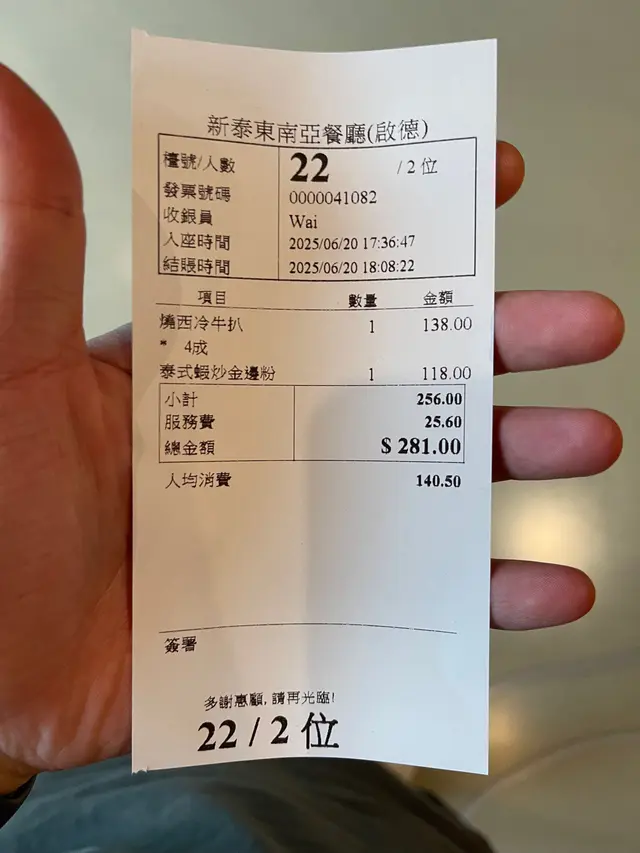 新泰東南亞餐廳(啟德)
檯號/人數 22 / 2 位
發票號碼 0000041082
收銀員 Wai
入座時間 2025/06/20 17:36:47
結賬時間 2025/06/20 18:08:22
項目 數量 金額
燒西冷牛扒 1 138.00
* 4成
泰式蝦炒金邊粉 1 118.00
小計 256.00
服務費 25.60
總金額 $ 281.00
人均消費 140.50
簽署
多謝惠顧, 請再光臨!
22 / 2 位